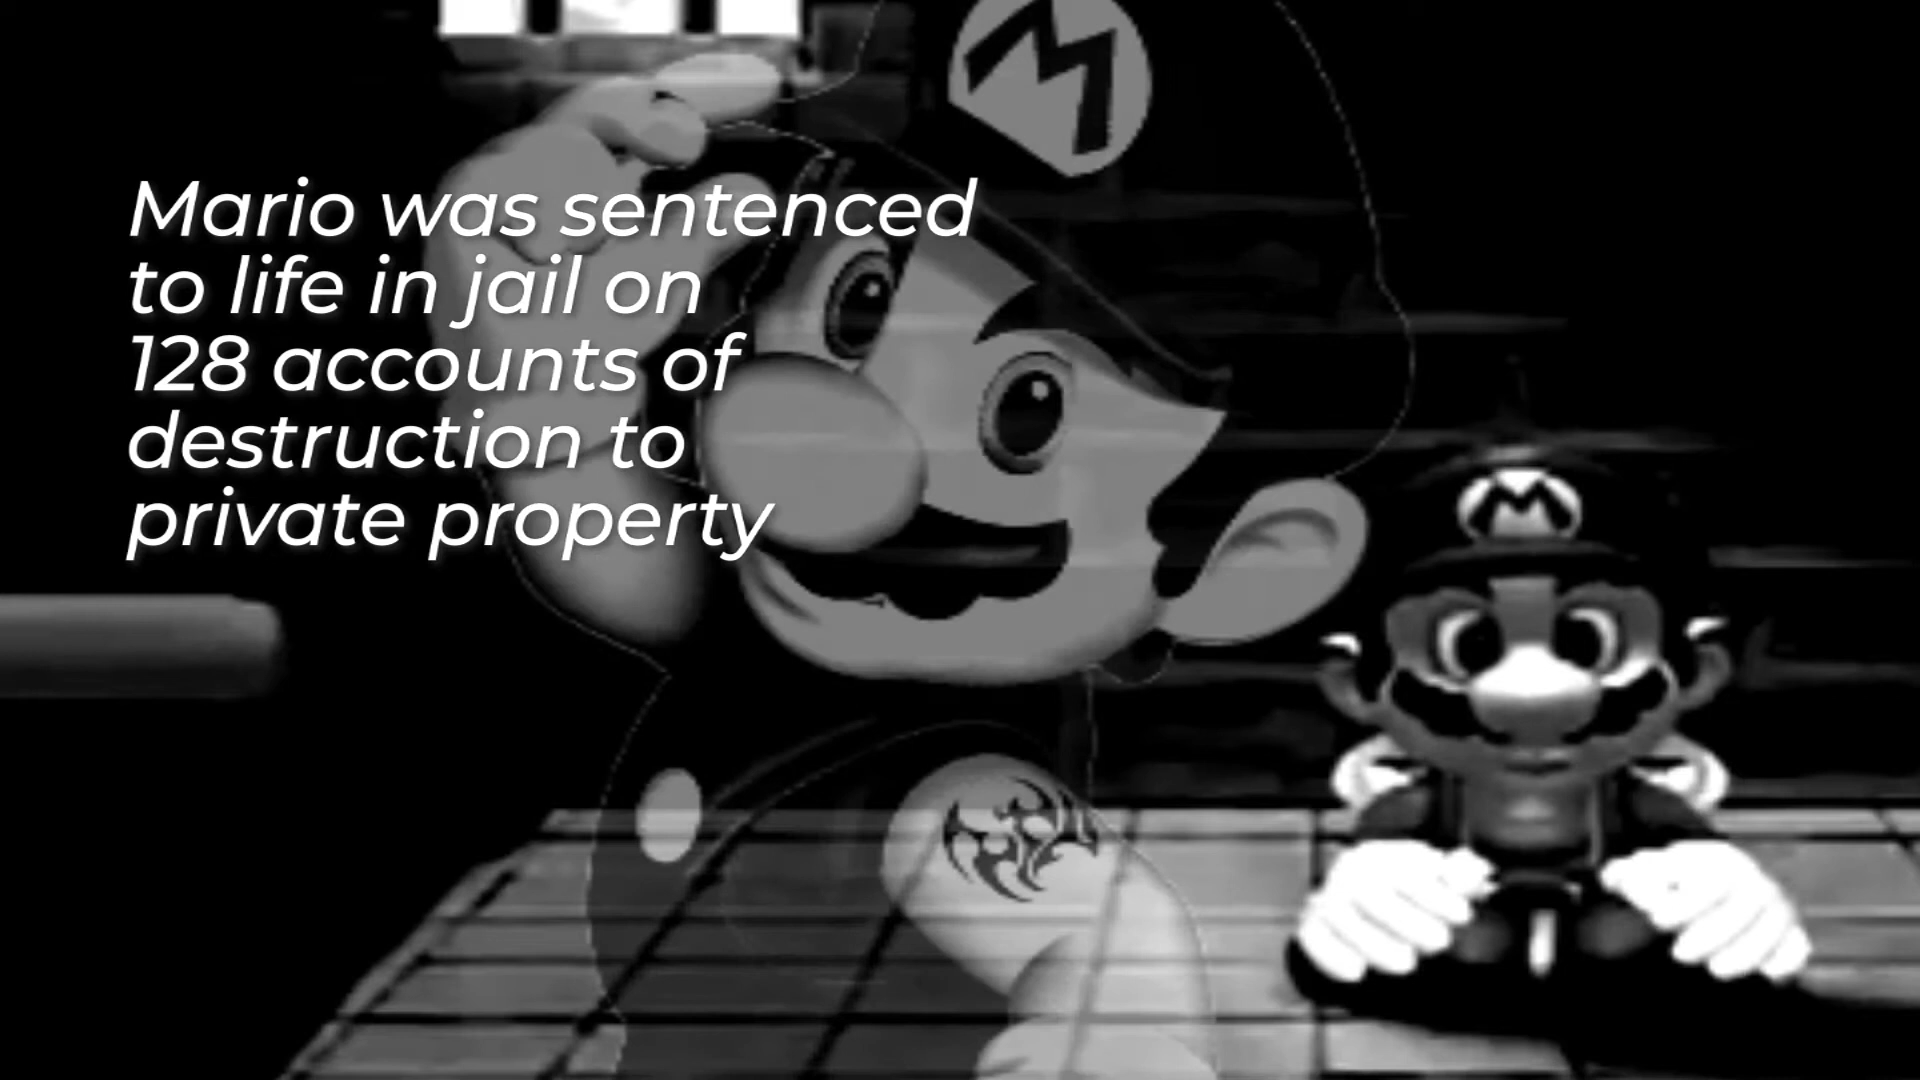 M
Mario was sentenced
to life in jail on
128 accounts of
destruction to
private property
M